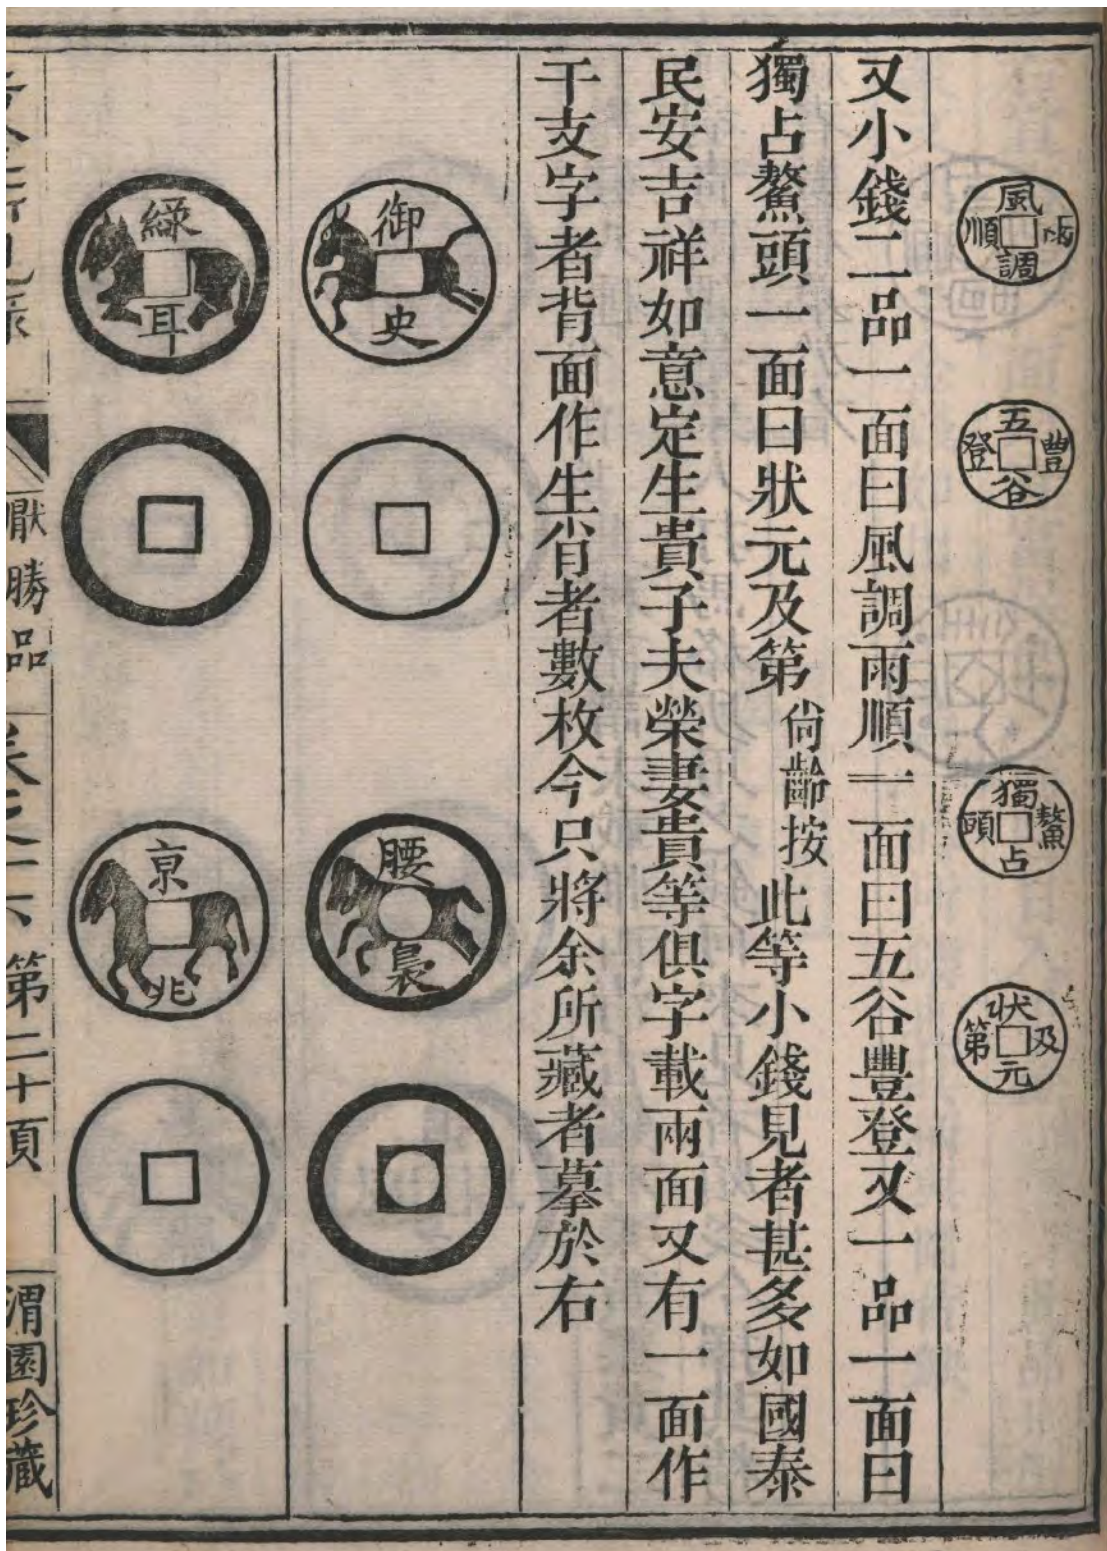 風調雨順
五谷豐登
獨占鰲頭
狀元及第
又小錢二品一面曰風調雨順一面曰五谷豐登又一品一面曰
獨占鰲頭一面曰狀元及第尙齡按此等小錢見者甚多如國泰
民安吉祥如意定生貴子夫榮妻貴等俱字載兩面又有一面作
干支字者背面作生肖者數枚今只將余所藏者摹於右
御史
腰褭
綠耳
京兆
厭勝品
卷之十六
第二十頁
渭園珍藏